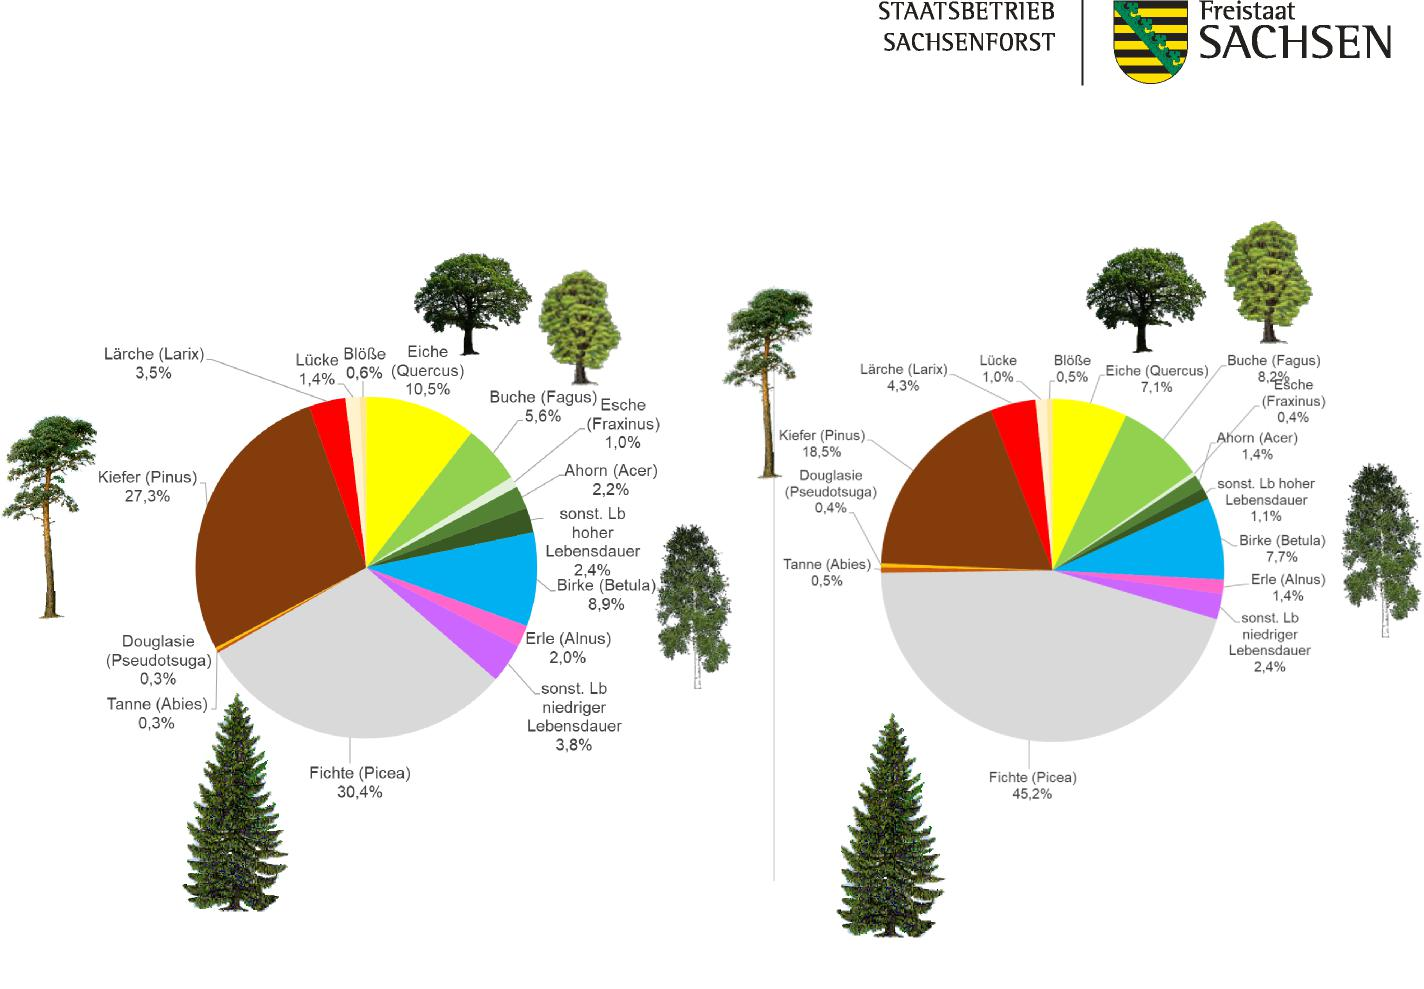 STAATSBETRIEB
SACHSENFORST
Freistaat
SACHSEN
Lärche (Larix)
3,5%
Lücke
1,4%
Blöße
0,6%
Eiche
(Quercus)
10,5%
Buche (Fagus)
5,6%
Esche
(Fraxinus)
1,0%
Ahorn (Acer)
2,2%
sonst. Lb
hoher
Lebensdauer
2,4%
Birke (Betula)
8,9%
Erle (Alnus)
2,0%
sonst. Lb
niedriger
Lebensdauer
3,8%
Fichte (Picea)
30,4%
Tanne (Abies)
0,3%
Douglasie
(Pseudotsuga)
0,3%
Kiefer (Pinus)
27,3%
Lärche (Larix)
4,3%
Lücke
1,0%
Blöße
0,5%
Eiche (Quercus)
7,1%
Buche (Fagus)
8,2%
Esche
(Fraxinus)
0,4%
Ahorn (Acer)
1,4%
sonst. Lb hoher
Lebensdauer
1,1%
Birke (Betula)
7,7%
Erle (Alnus)
1,4%
sonst. Lb
niedriger
Lebensdauer
2,4%
Fichte (Picea)
45,2%
Tanne (Abies)
0,5%
Douglasie
(Pseudotsuga)
0,4%
Kiefer (Pinus)
18,5%